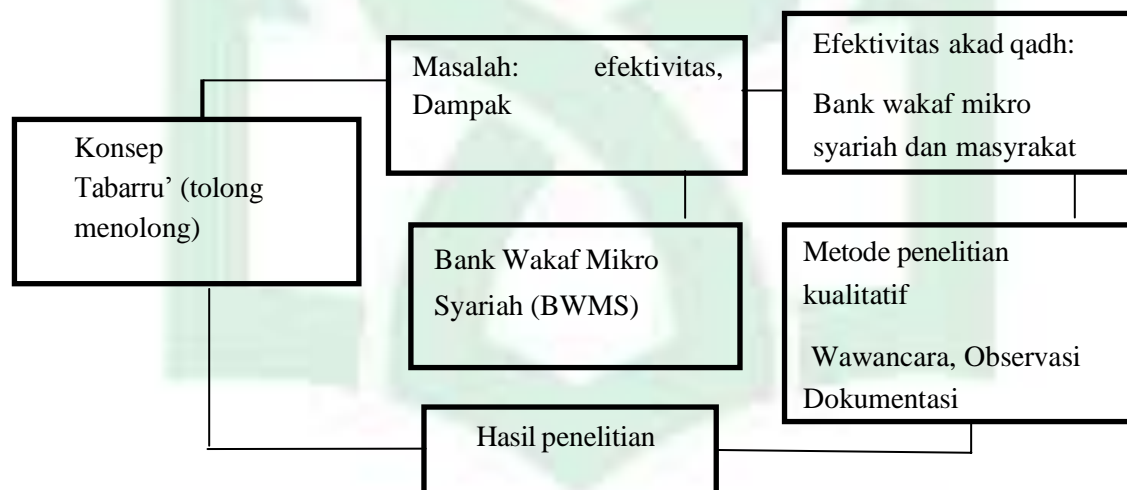 Konsep
Tabarru’ (tolong
menolong)
Masalah: efektivitas,
Dampak
Efektivitas akad qadh:
Bank wakaf mikro
syariah dan masyrakat
Bank Wakaf Mikro
Syariah (BWMS)
Metode penelitian
kualitatif
Wawancara, Observasi
Dokumentasi
Hasil penelitian